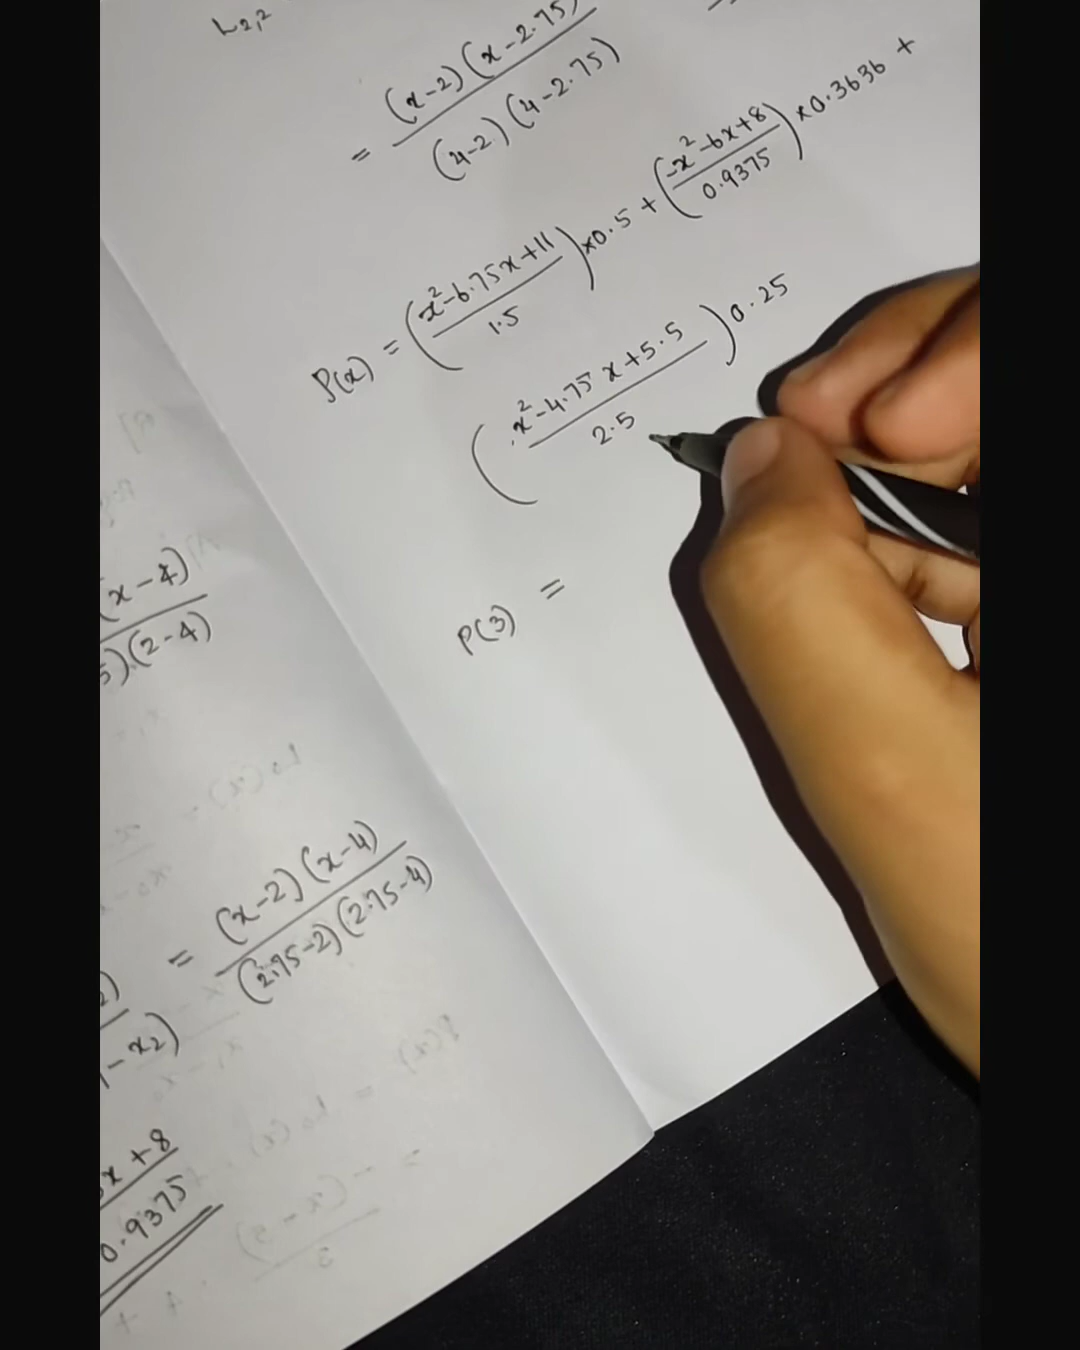 L2,2
= (x-2)(x-2.75) / (4-2)(4-2.75)
P(x) = (x²-6.75x+11 / 1.5)×0.5 + (-x²-6x+8 / 0.9375)×0.3636 +
(x²-4.75x+5.5 / 2.5)0.25
P(3) =
(x-4)
5)(2-4)
= (x-2)(x-4) / (2.75-2)(2.75-4)
2)
-x2)
x+8
0.9375